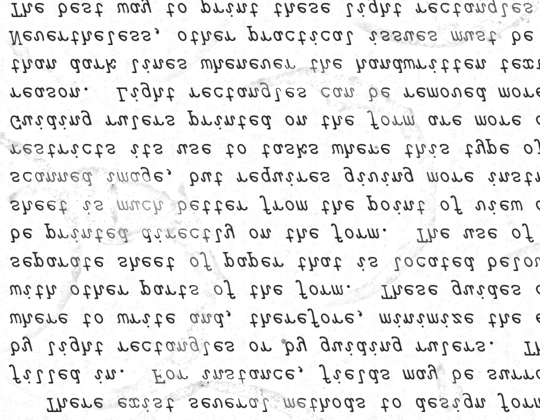 There exist several methods to design form
filled in. For instance, fields may be surro
by light rectangles or by guiding rulers. Th
where to write and, therefore, minimize the
with other parts of the form. These guides
separate sheet of paper that is located below
be printed directly on the form. The use of
sheet is much better from the point of view
scanned image, but requires giving more instr
restricts its use to tasks where this type of
Guiding rulers printed on the form are more
reason. Light rectangles can be removed more
than dark lines whenever the handwritten text
Nevertheless, other practical issues must be
The best way to print these light rectangles